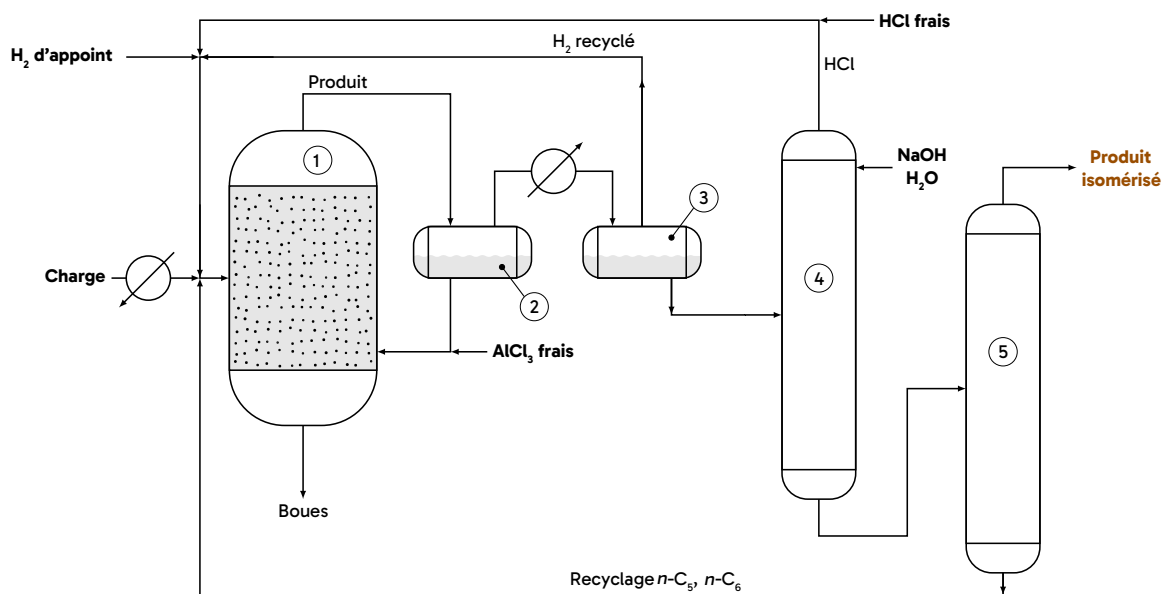 HCl frais
H₂ recyclé
H₂ d’appoint
HCl
Produit
1
NaOH
H₂O
Produit
isomérisé
3
Charge
4
2
AlCl₃ frais
5
Boues
Recyclage n-C₅, n-C₆